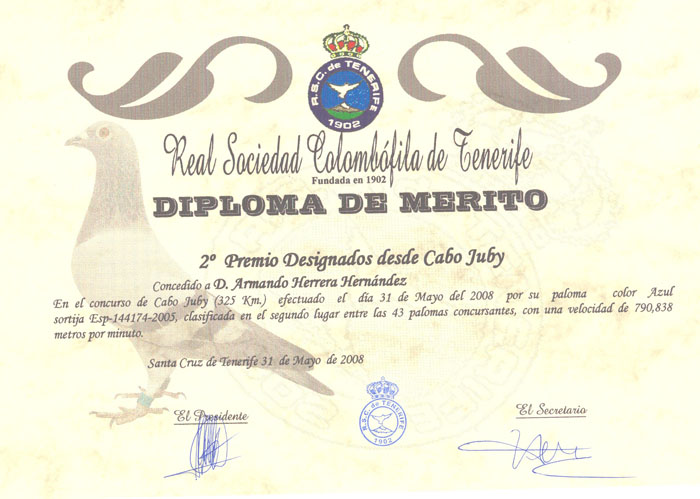 R.S.C. de TENERIFE
1902
Real Sociedad Colombófila de Tenerife
Fundada en 1902
DIPLOMA DE MERITO
2º Premio Designados desde Cabo Juby
Concedido a D. Armando Herrera Hernández
En el concurso de Cabo Juby (325 Km.) efectuado el día 31 de Mayo del 2008 por su paloma color Azul
sortija Esp-144174-2005, clasificada en el segundo lugar entre las 43 palomas concursantes, con una velocidad de 790,838
metros por minuto.
Santa Cruz de Tenerife 31 de Mayo de 2008
El Presidente
R.S.C. de TENERIFE
1902
El Secretario